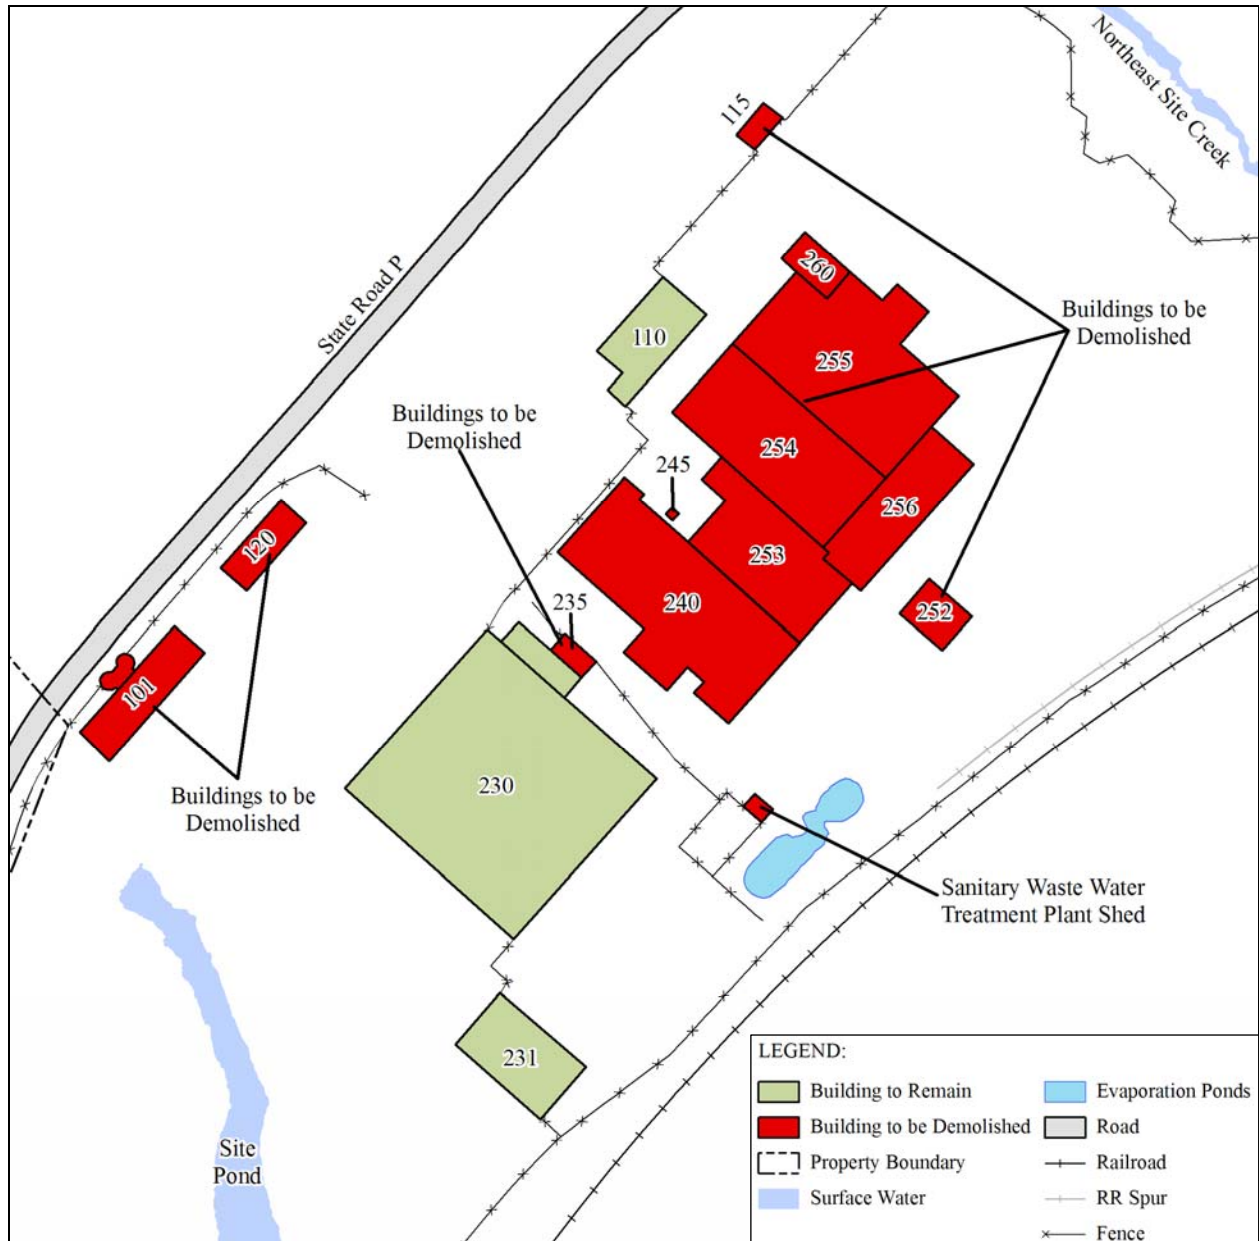 Northeast Site Creek
115
State Road P
260
Buildings to be
Demolished
110
255
Buildings to be
Demolished
254
245
256
120
253
235
240
252
101
230
Buildings to be
Demolished
Sanitary Waste Water
Treatment Plant Shed
231
Site
Pond
LEGEND:
Building to Remain
Building to be Demolished
Property Boundary
Surface Water
Evaporation Ponds
Road
Railroad
RR Spur
Fence